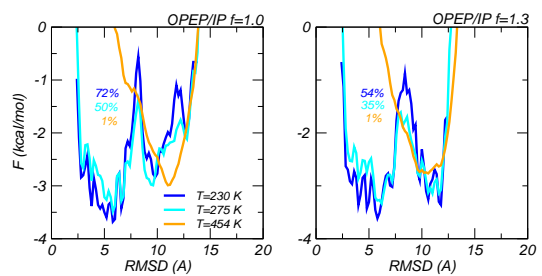 OPEP/IP f=1.0
0
-1
-2
-3
-4
F (kcal/mol)
72%
50%
1%
T=230 K
T=275 K
T=454 K
0 5 10 15 20
RMSD (A)
OPEP/IP f=1.3
0
-1
-2
-3
-4
54%
35%
1%
0 5 10 15 20
RMSD (A)